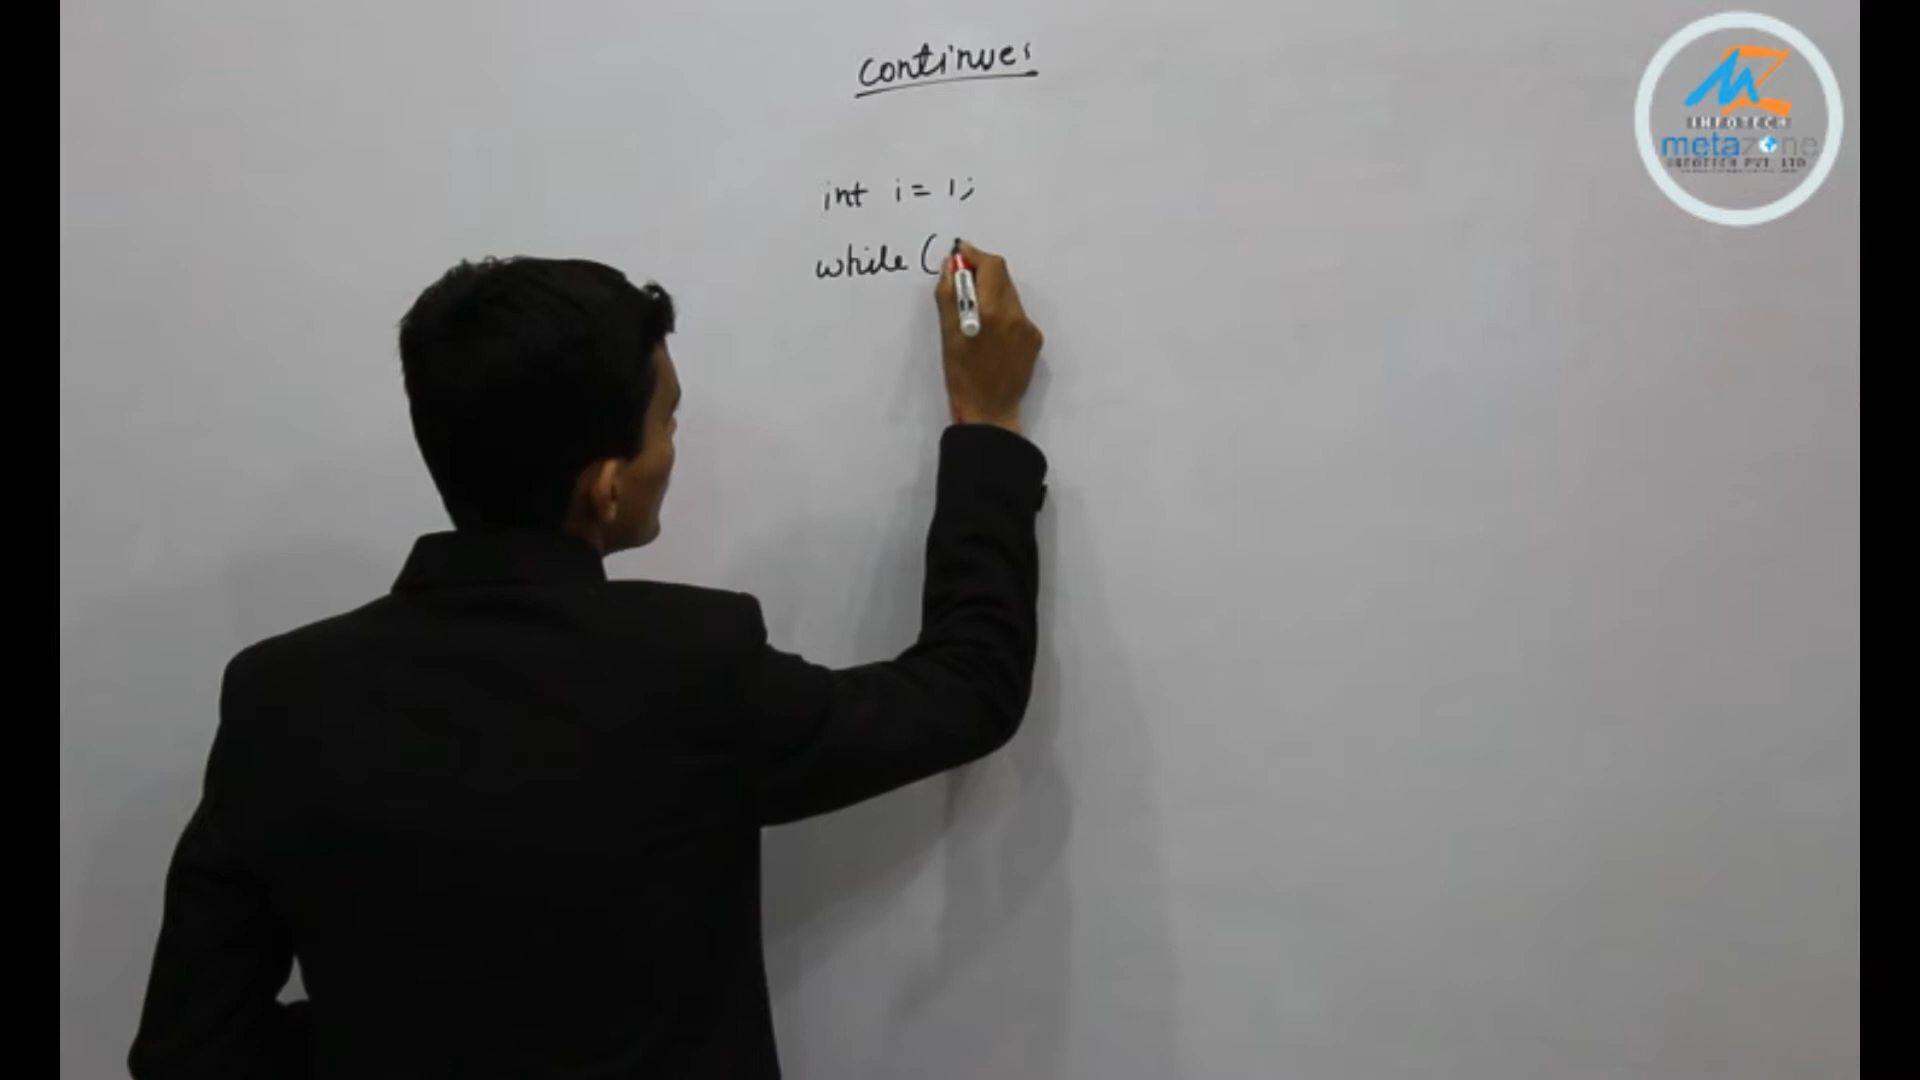 continue:
int i = 1;
while (
INFOTECH
metazone
INFOTECH PVT. LTD